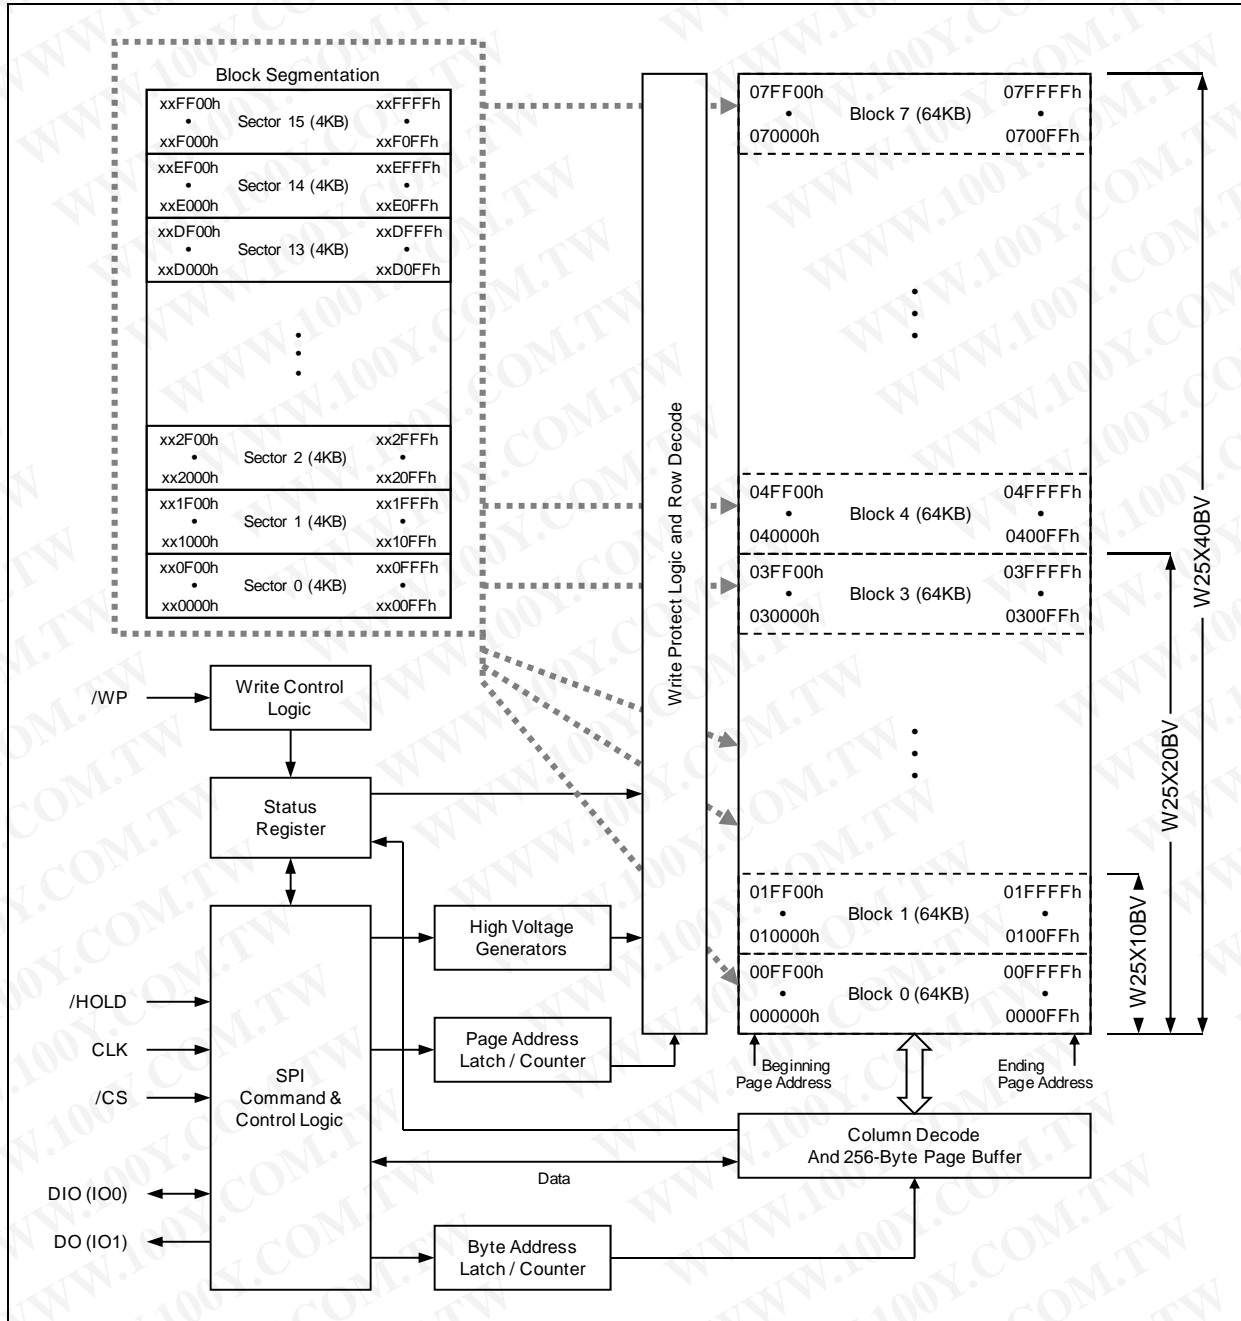 Block Segmentation
xxFF00h xxFFFFh
• Sector 15 (4KB) •
xxF000h xxF0FFh
xxEF00h xxEFFFh
• Sector 14 (4KB) •
xxE000h xxE0FFh
xxDF00h xxDFFFh
• Sector 13 (4KB) •
xxD000h xxD0FFh
xx2F00h xx2FFFh
• Sector 2 (4KB) •
xx2000h xx20FFh
xx1F00h xx1FFFh
• Sector 1 (4KB) •
xx1000h xx10FFh
xx0F00h xx0FFFh
• Sector 0 (4KB) •
xx0000h xx00FFh
Write Protect Logic and Row Decode
07FF00h 07FFFFh
• Block 7 (64KB) •
070000h 0700FFh
04FF00h 04FFFFh
• Block 4 (64KB) •
040000h 0400FFh
03FF00h 03FFFFh
• Block 3 (64KB) •
030000h 0300FFh
01FF00h 01FFFFh
• Block 1 (64KB) •
010000h 0100FFh
00FF00h 00FFFFh
• Block 0 (64KB) •
000000h 0000FFh
W25X10BV
W25X20BV
W25X40BV
Beginning
Page Address
Ending
Page Address
/WP
Write Control
Logic
Status
Register
High Voltage
Generators
/HOLD
CLK
/CS
DIO (IO0)
DO (IO1)
SPI
Command &
Control Logic
Page Address
Latch / Counter
Column Decode
And 256-Byte Page Buffer
Data
Byte Address
Latch / Counter
WWW.100Y.COM.TW